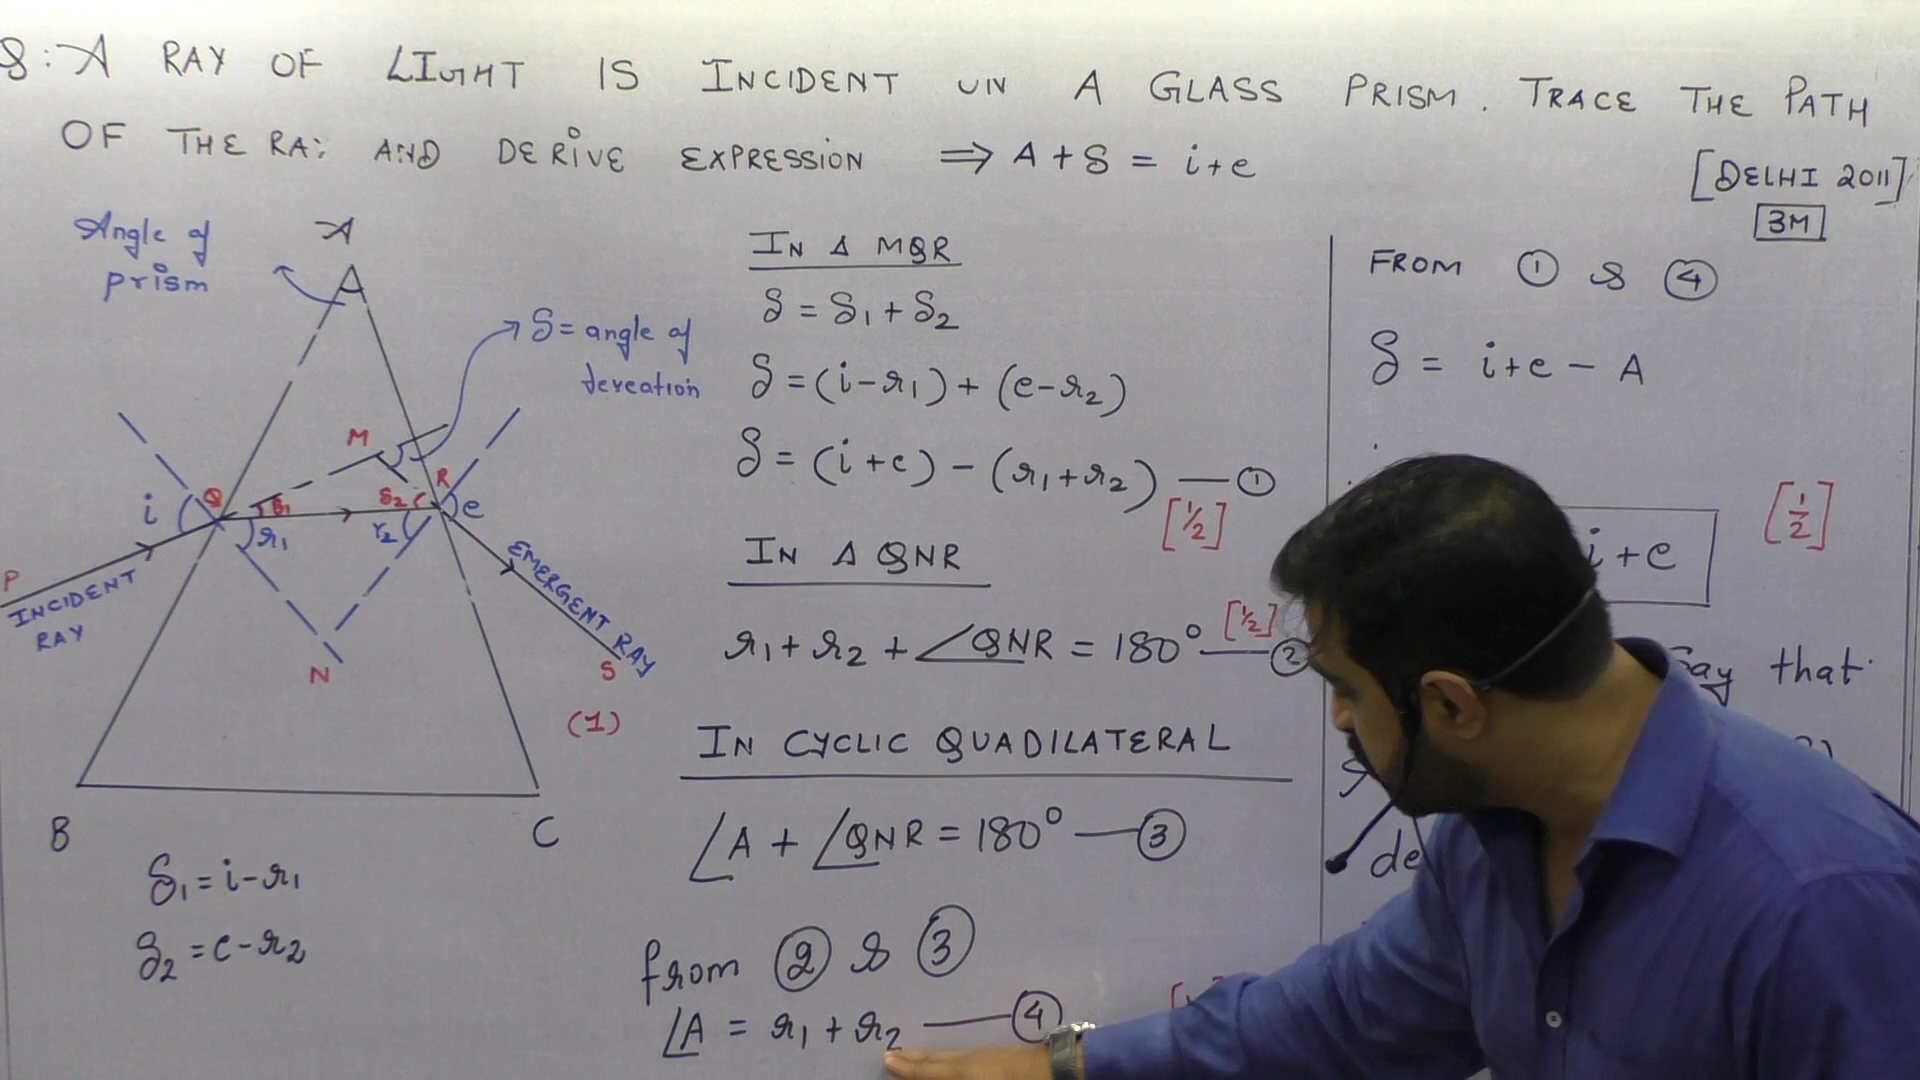 Q: A RAY OF LIGHT IS INCIDENT ON A GLASS PRISM. TRACE THE PATH
OF THE RAY AND DERIVE EXPRESSION ⇒ A + δ = i + e
[DELHI 2011]
[3M]
Angle of
prism
A
δ = angle of
deveation
M
i
Q
δ1
δ2
R
e
r1
r2
P
INCIDENT
RAY
EMERGENT RAY
S
N
(1)
B
C
δ1 = i - r1
δ2 = e - r2
IN Δ MQR
δ = δ1 + δ2
δ = (i - r1) + (e - r2)
δ = (i + e) - (r1 + r2) — ①
[1/2]
IN Δ QNR
r1 + r2 + ∠QNR = 180° — ②
[1/2]
IN CYCLIC QUADILATERAL
∠A + ∠QNR = 180° — ③
from ② & ③
∠A = r1 + r2 — ④
FROM ① & ④
δ = i + e - A
i + e
[1/2]
Say that
de